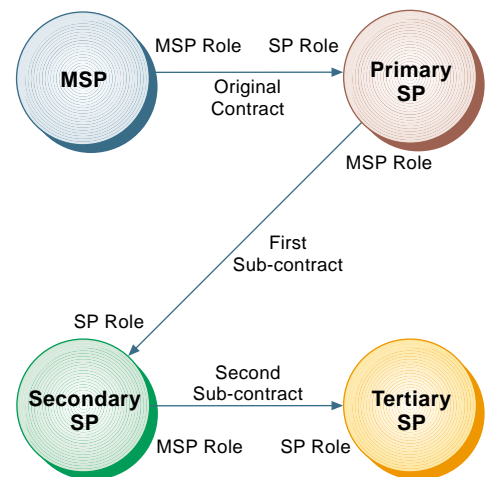 MSP Role SP Role
MSP
Primary
SP
Original
Contract
MSP Role
First
Sub-contract
SP Role
Second
Sub-contract
Secondary
SP
Tertiary
SP
MSP Role SP Role